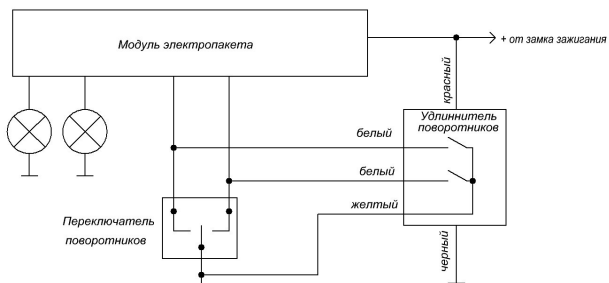 Модуль электропакета
+ от замка зажигания
красный
Удлиннитель
поворотников
белый
белый
желтый
Переключатель
поворотников
черный